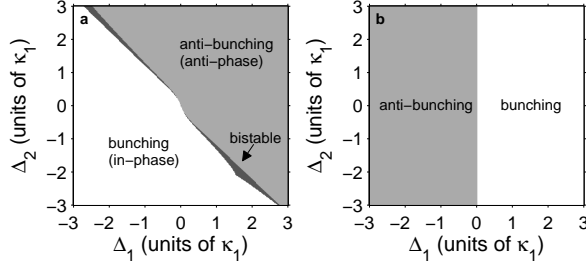 a
anti−bunching
(anti−phase)
bunching
(in−phase)
bistable
3
2
1
0
−1
−2
−3
Δ2 (units of κ1)
−3 −2 −1 0 1 2 3
Δ1 (units of κ1)
b
anti−bunching
bunching
3
2
1
0
−1
−2
−3
Δ2 (units of κ1)
−3 −2 −1 0 1 2 3
Δ1 (units of κ1)